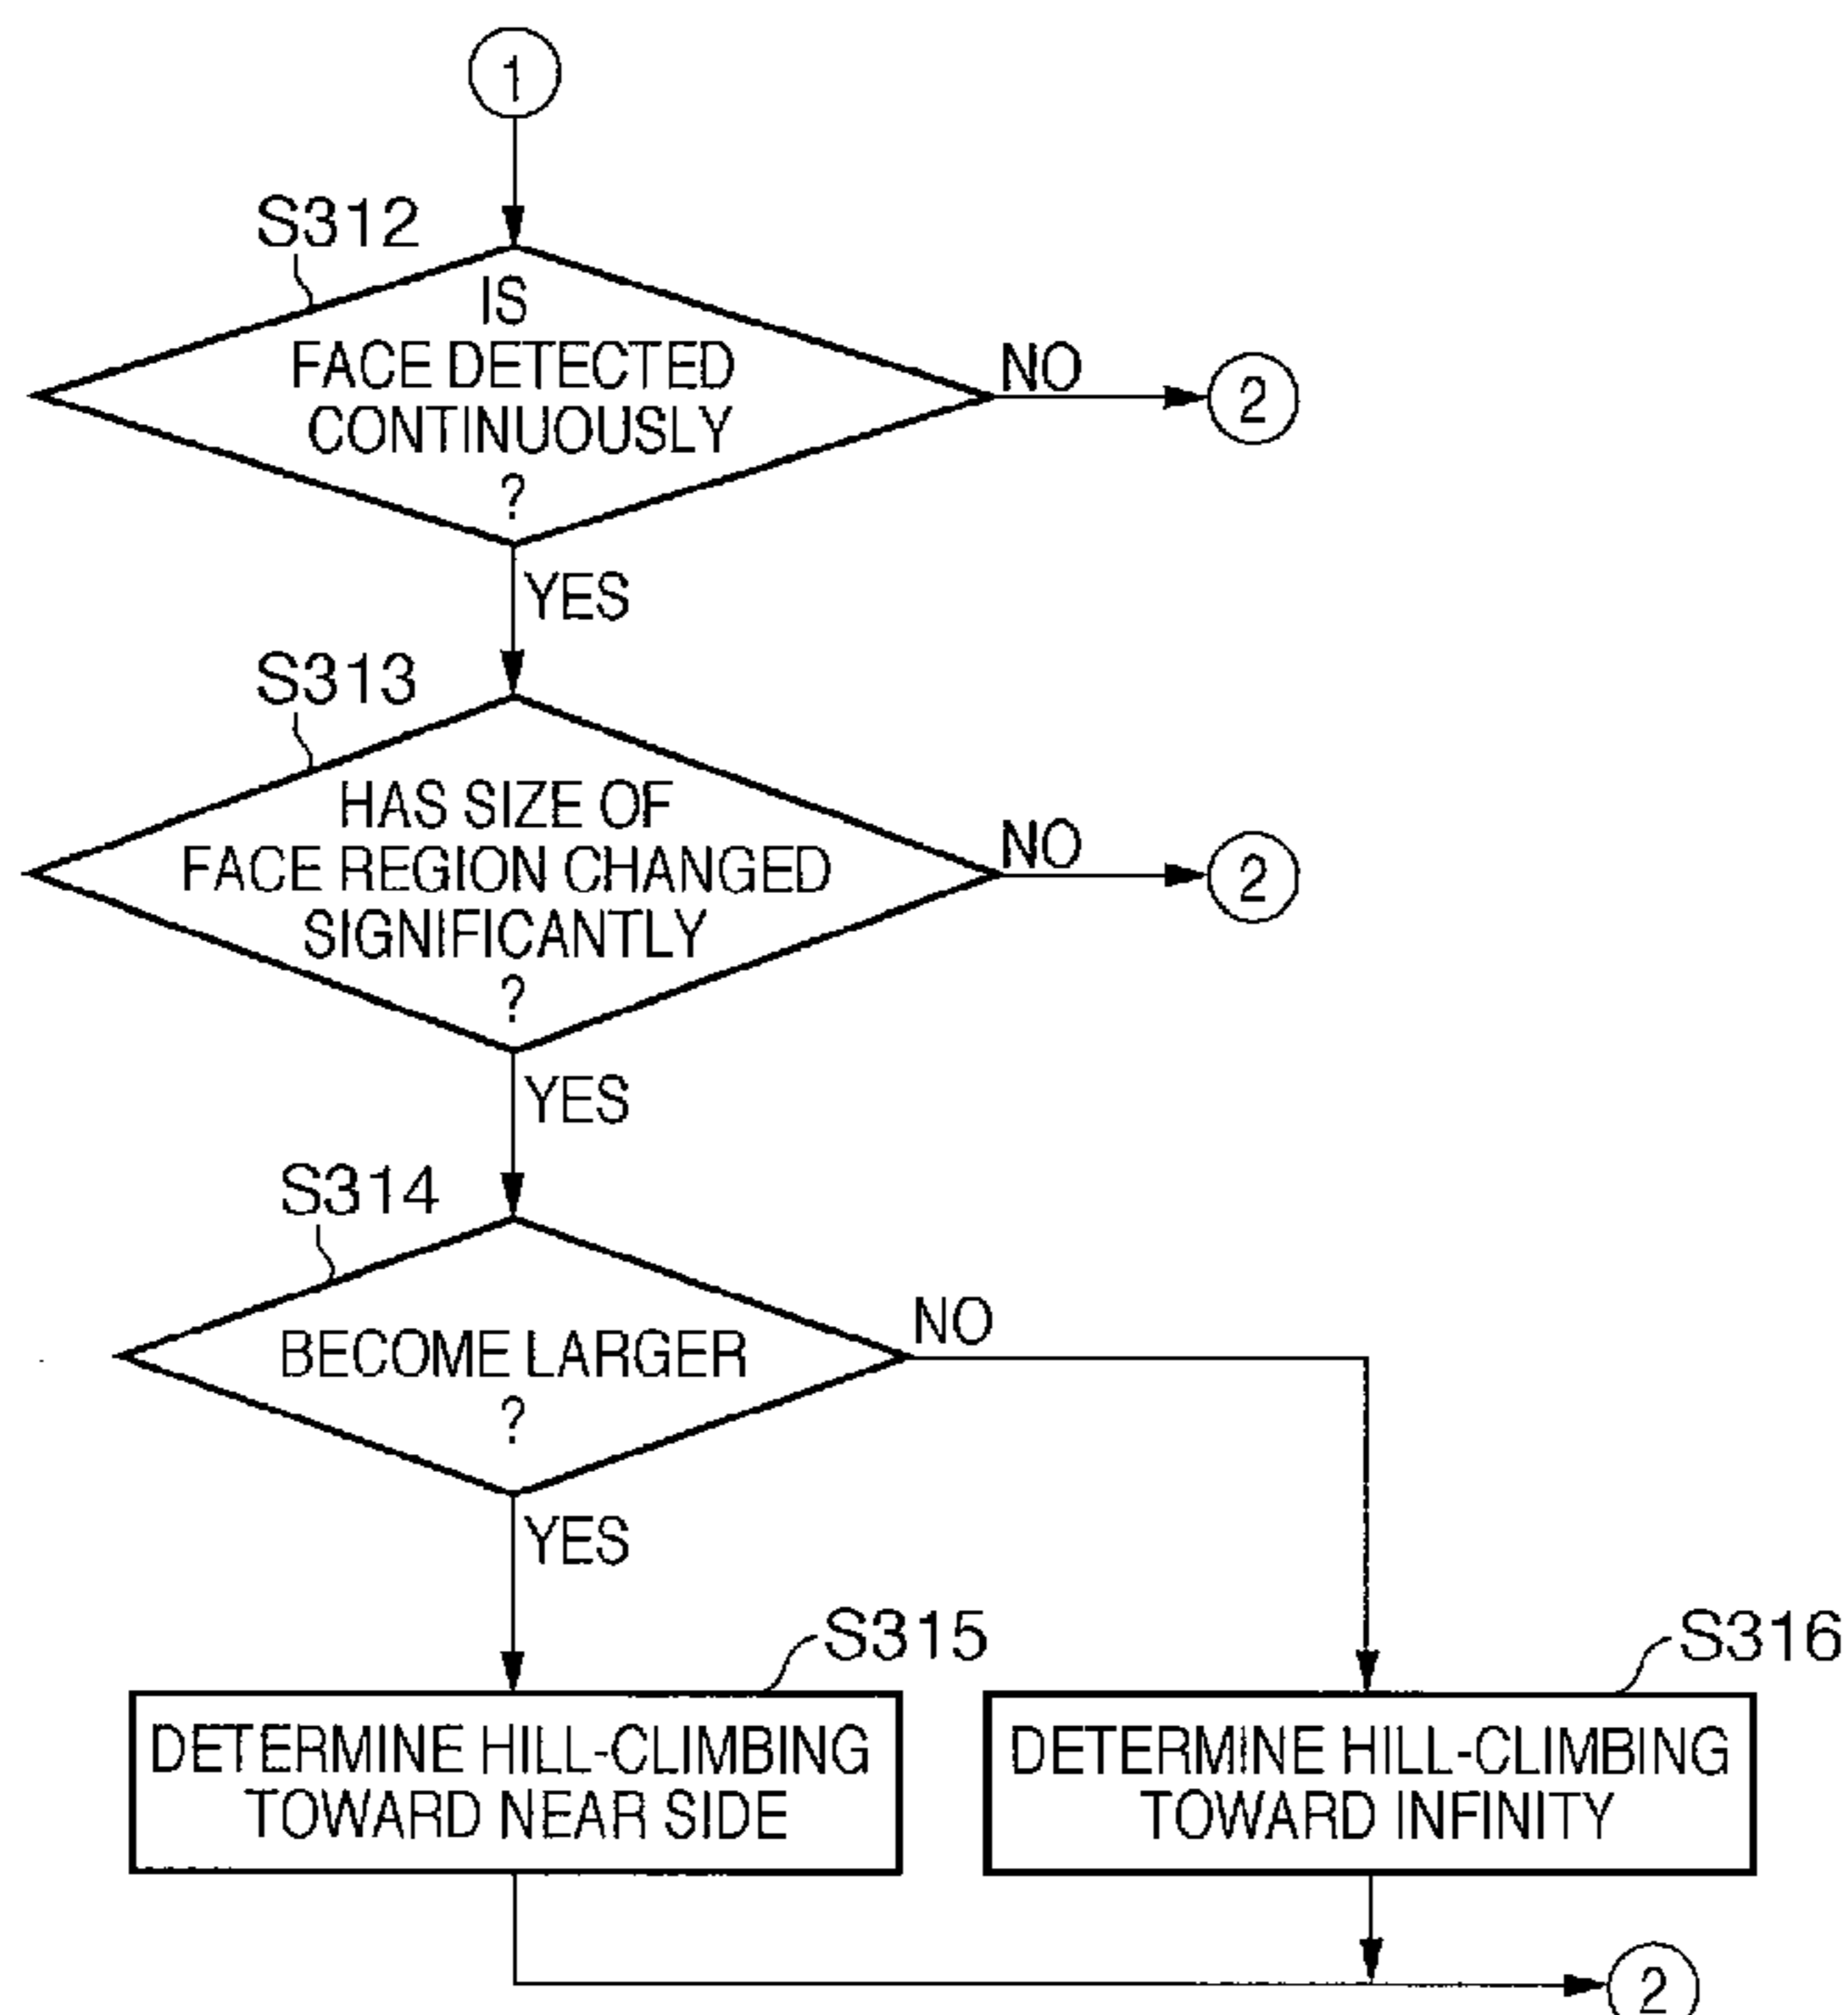 1
S312
IS
FACE DETECTED
CONTINUOUSLY
?
NO
2
YES
S313
HAS SIZE OF
FACE REGION CHANGED
SIGNIFICANTLY
?
NO
2
YES
S314
BECOME LARGER
?
NO
YES
S315
DETERMINE HILL-CLIMBING
TOWARD NEAR SIDE
S316
DETERMINE HILL-CLIMBING
TOWARD INFINITY
2